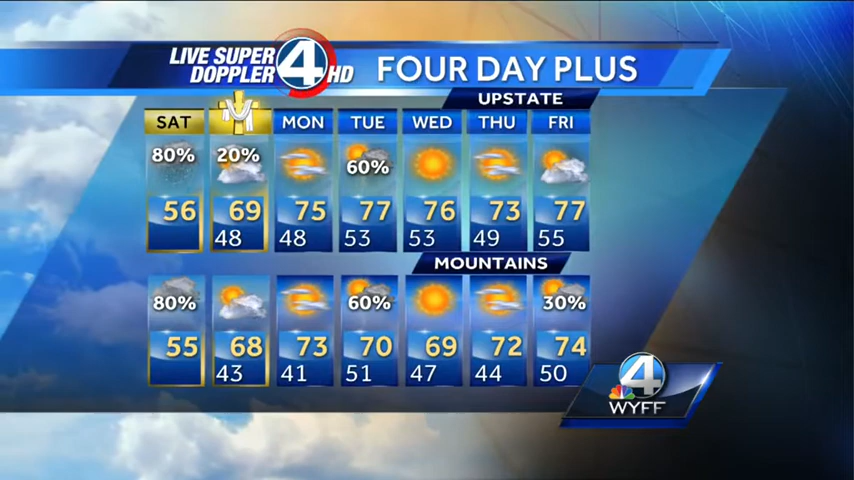 LIVE SUPER
DOPPLER 4 HD
FOUR DAY PLUS
UPSTATE
SAT MON TUE WED THU FRI
80% 20% 60%
56 69 75 77 76 73 77
48 48 53 53 49 55
MOUNTAINS
80% 60% 30%
55 68 73 70 69 72 74
43 41 51 47 44 50
4
WYFF